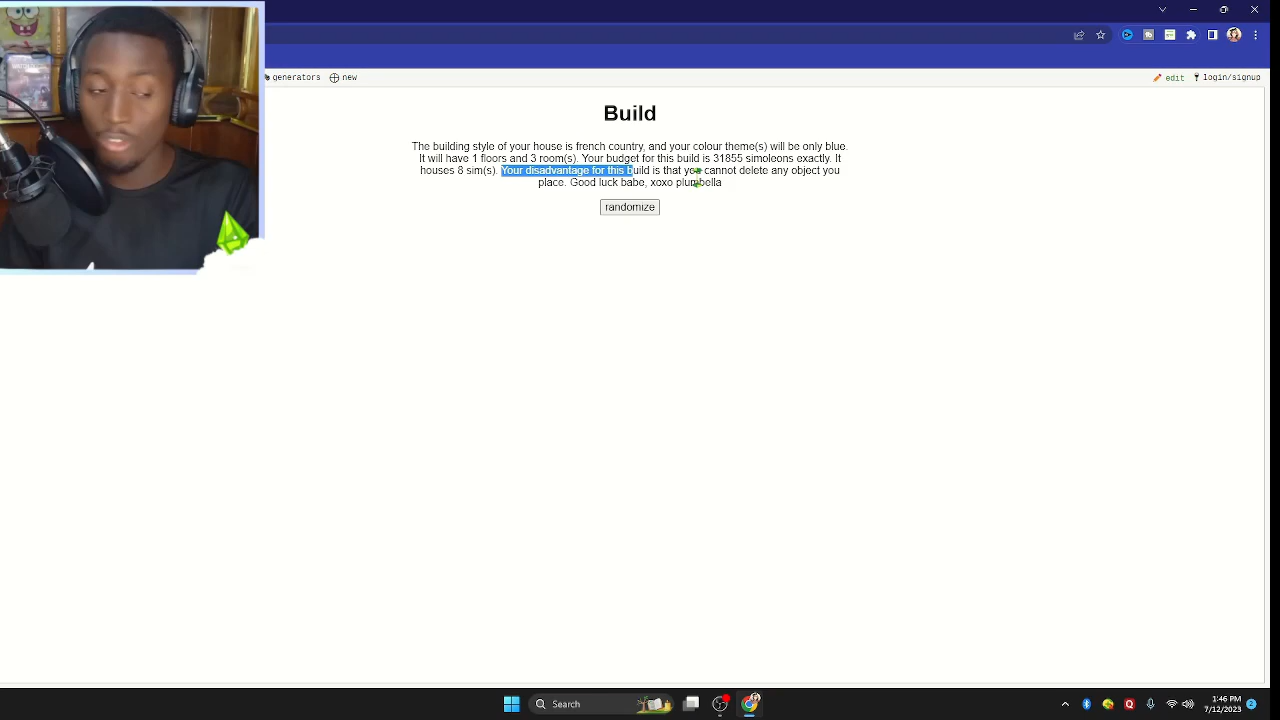 generators
new
edit
login/signup
Build
The building style of your house is french country, and your colour theme(s) will be only blue.
It will have 1 floors and 3 room(s). Your budget for this build is 31855 simoleons exactly. It
houses 8 sim(s). Your disadvantage for this build is that you cannot delete any object you
place. Good luck babe, xoxo plumbella
randomize
Search
1:46 PM
7/12/2023